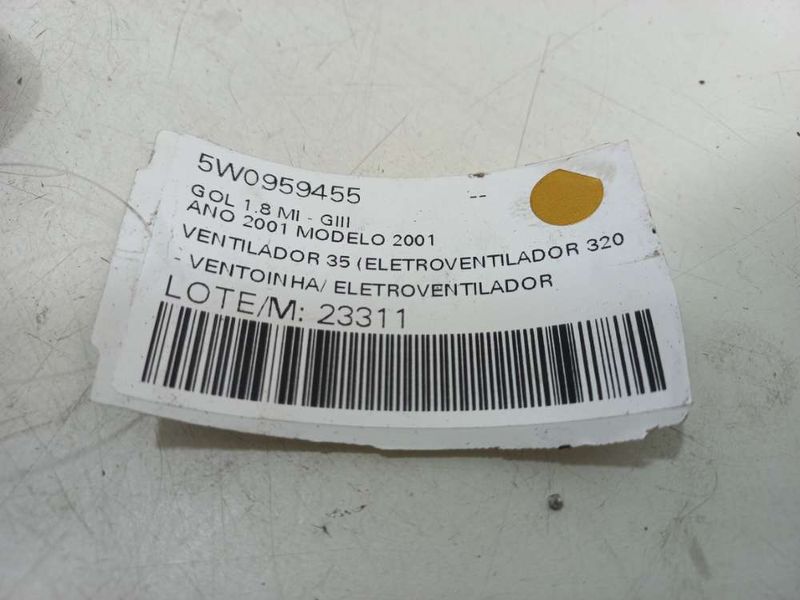 5W0959455 --
GOL 1.8 MI - GIII
ANO 2001 MODELO 2001
VENTILADOR 35 (ELETROVENTILADOR 320
- VENTOINHA/ ELETROVENTILADOR
LOTE/M: 23311